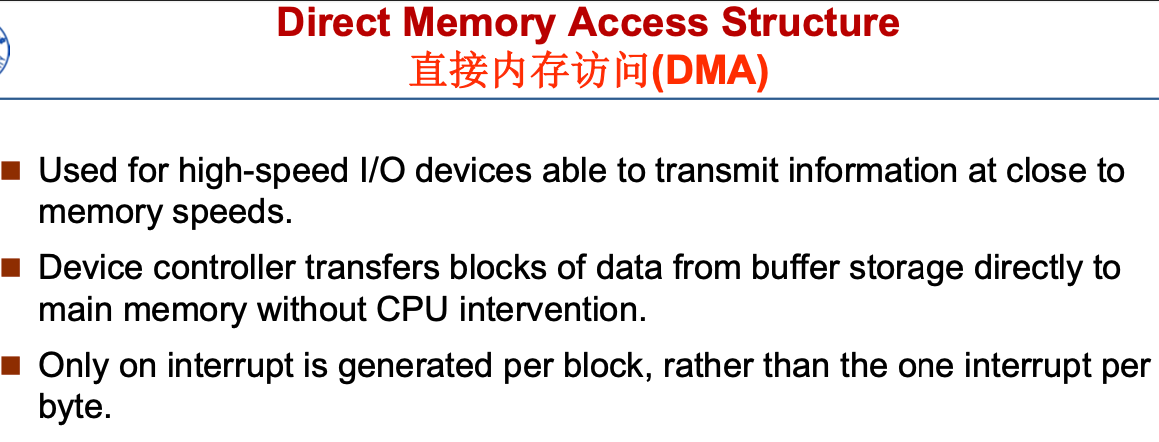 Direct Memory Access Structure
直接内存访问(DMA)
Used for high-speed I/O devices able to transmit information at close to
memory speeds.
Device controller transfers blocks of data from buffer storage directly to
main memory without CPU intervention.
Only on interrupt is generated per block, rather than the one interrupt per
byte.